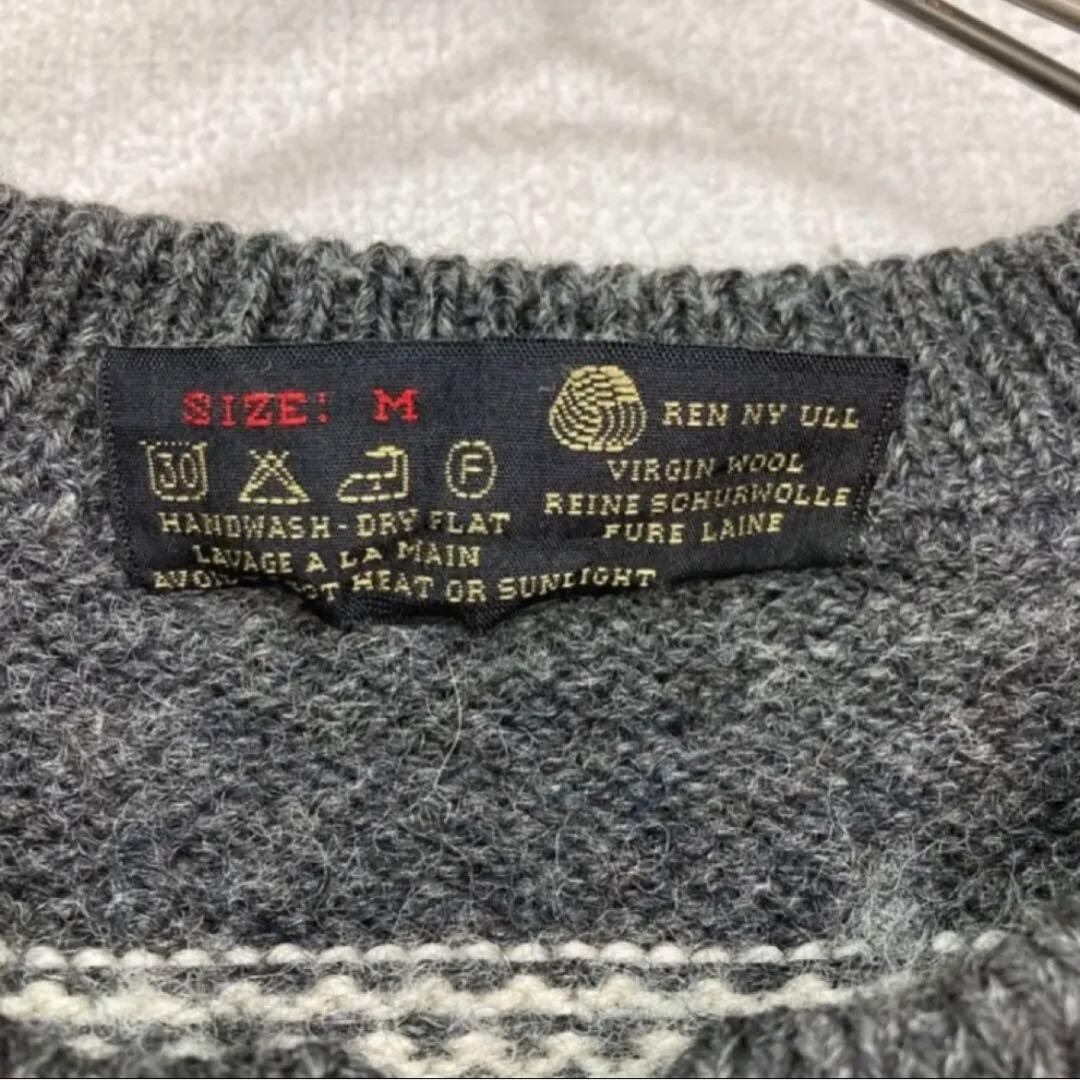 SIZE: M
REN NY ULL
VIRGIN WOOL
REINE SCHURWOLLE
PURE LAINE
30
F
HANDWASH-DRY FLAT
LAVAGE A LA MAIN
HEAT OR SUNLIGHT